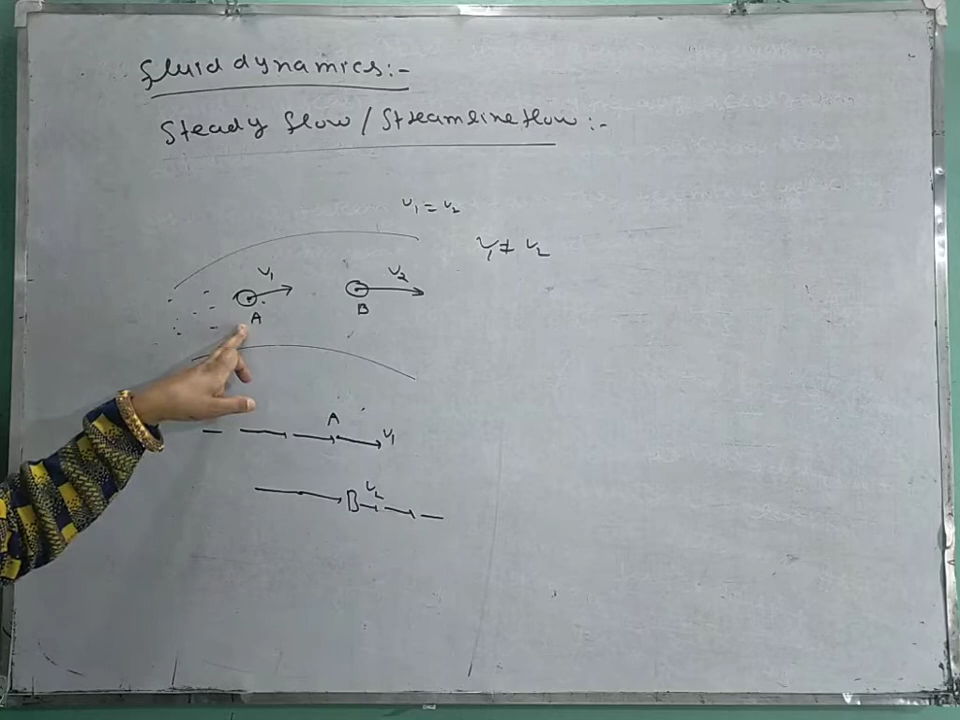 fluid dynamics:-
Steady flow / Streamline flow :-
v₁ = v₂
v₁ ≠ v₂
v₁
v₂
A
B
A
v₁
v₂
B